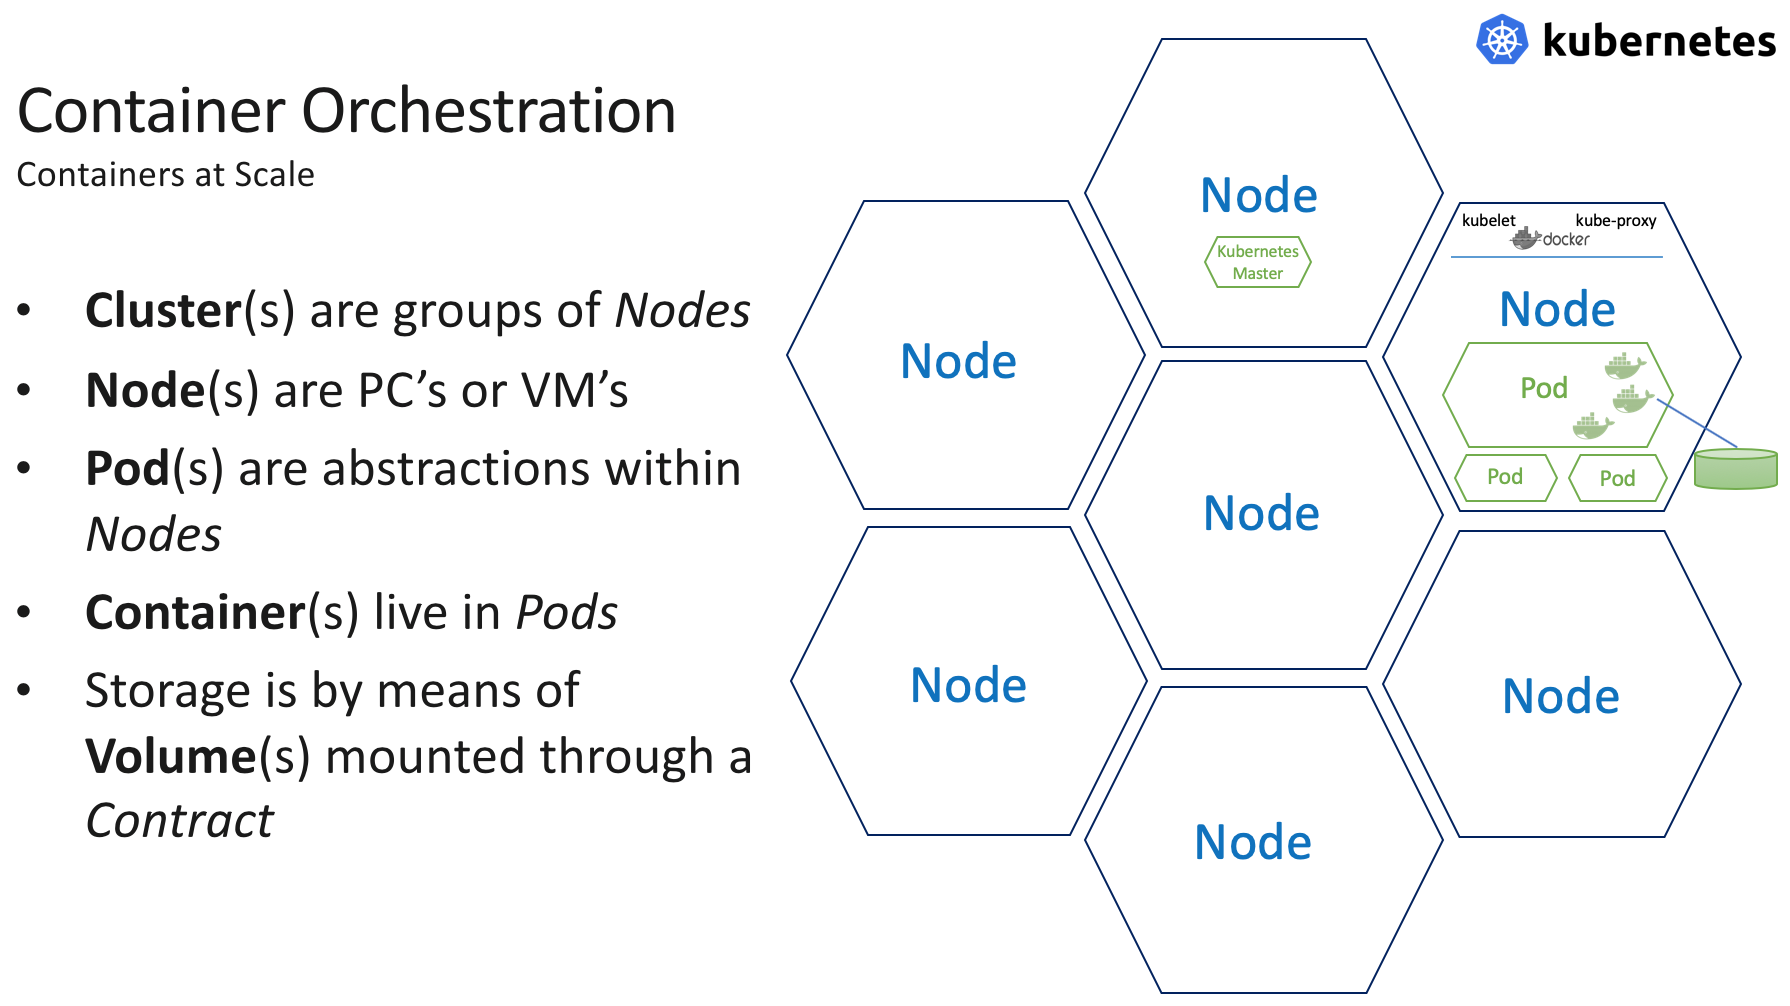 kubernetes
Container Orchestration
Containers at Scale
• Cluster(s) are groups of Nodes
• Node(s) are PC’s or VM’s
• Pod(s) are abstractions within
Nodes
• Container(s) live in Pods
• Storage is by means of
Volume(s) mounted through a
Contract
Node
Kubernetes
Master
kubelet
kube-proxy
docker
Node
Pod
Pod
Pod
Node
Node
Node
Node
Node